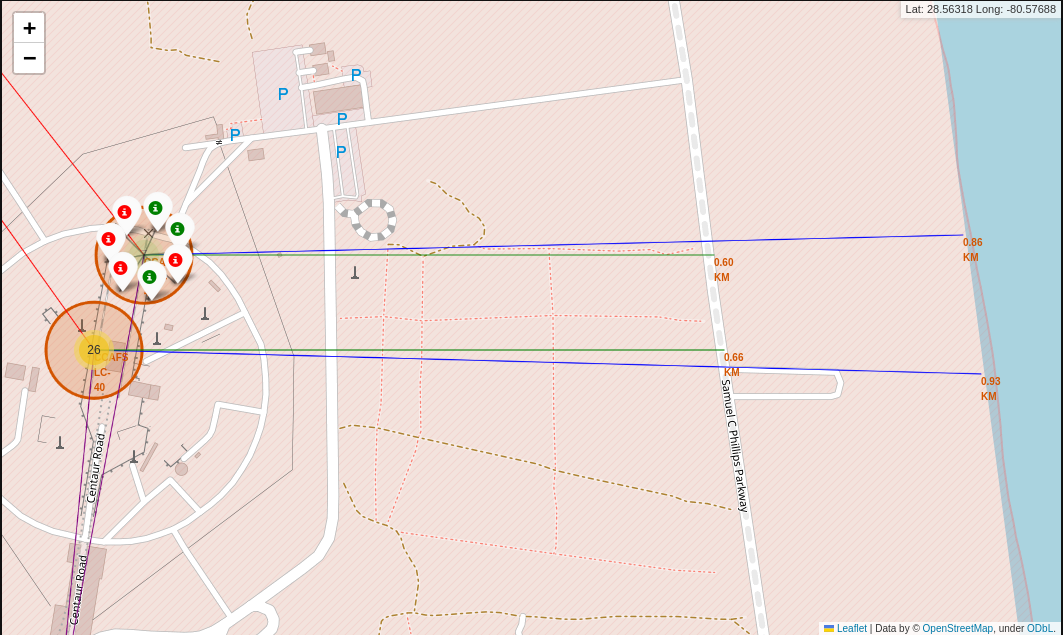 +
−
Lat: 28.56318 Long: -80.57688
P
P
P
P
P
0.86
KM
0.60
KM
26
CAFS
LC-
40
0.66
KM
0.93
KM
Samuel C Phillips Parkway
Centaur Road
Centaur Road
Leaflet | Data by © OpenStreetMap, under ODbL.